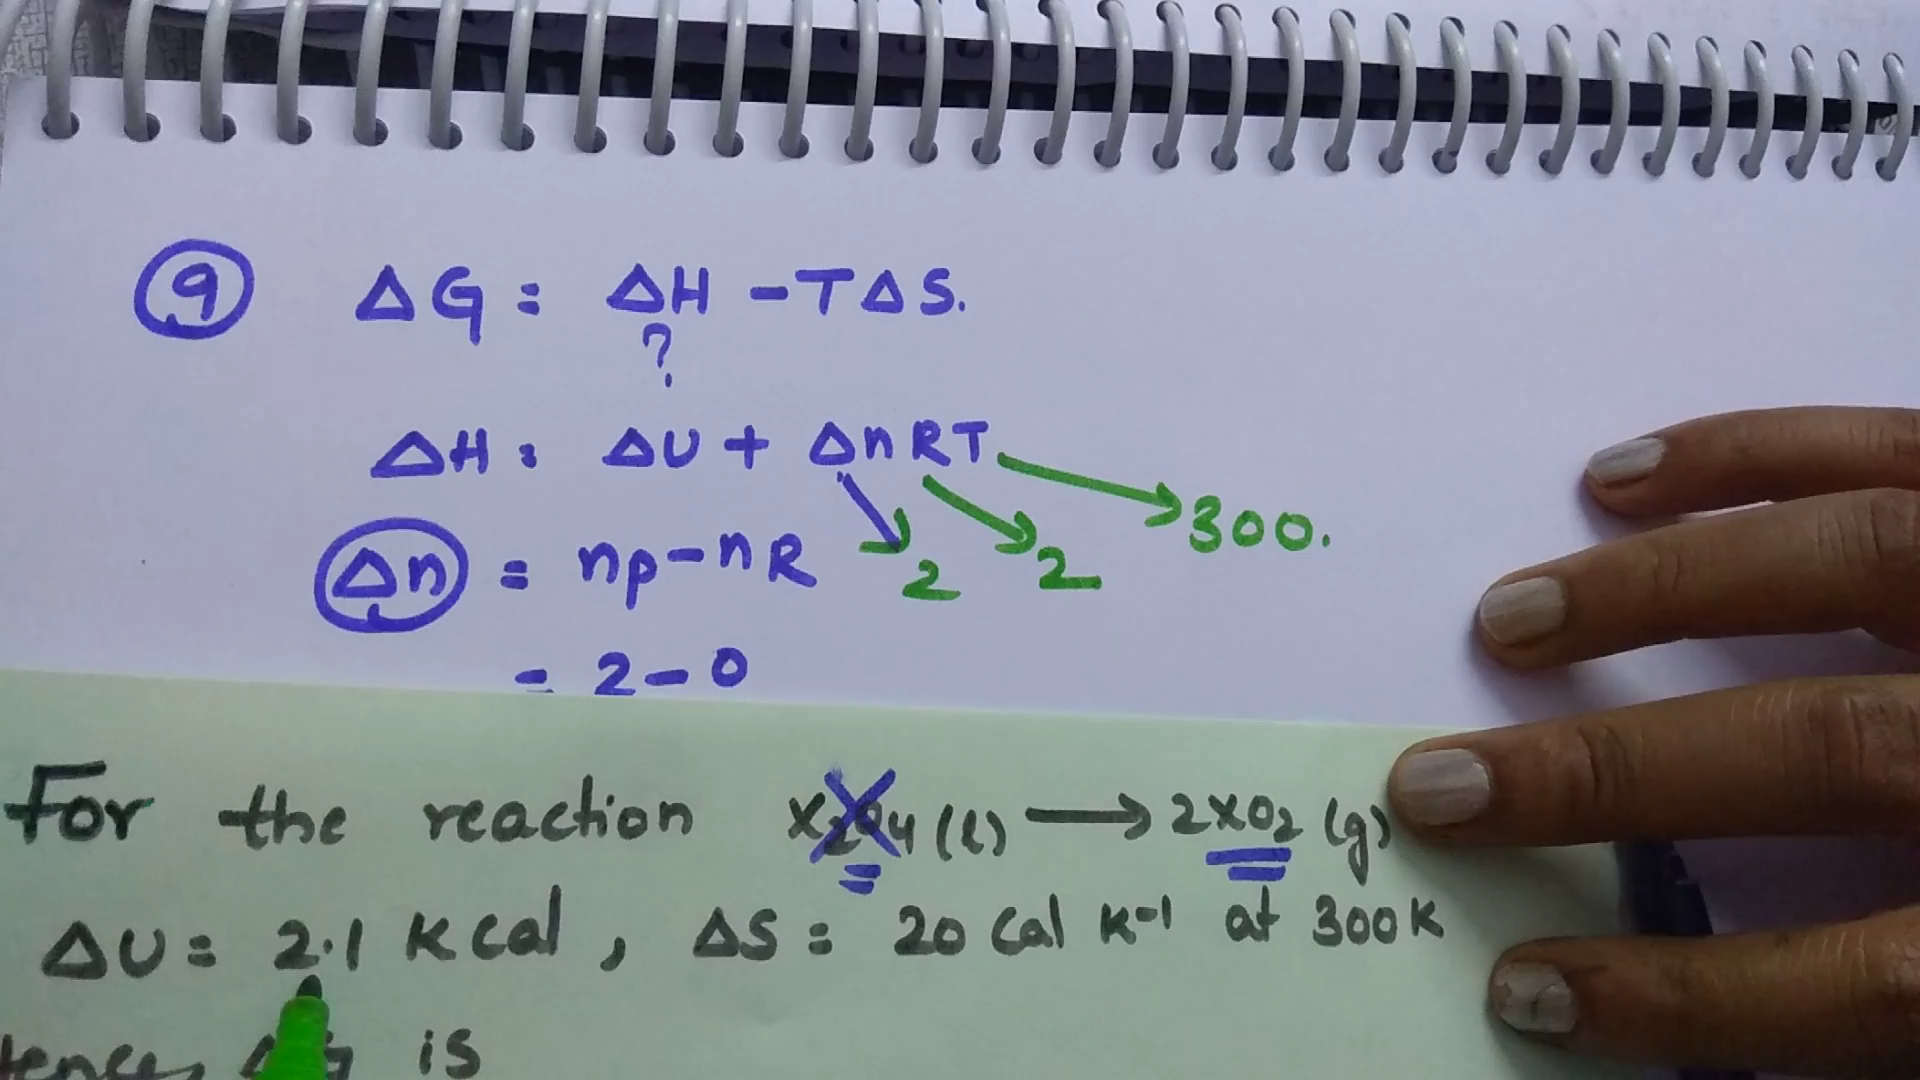 9 ΔG = ΔH - TΔS.
?
ΔH = ΔU + ΔnRT
300.
Δn = np - nR 2 2
= 2 - 0
For the reaction X2O4 (l) → 2XO2 (g)
ΔU = 2.1 kcal, ΔS = 20 cal K-1 at 300K
is